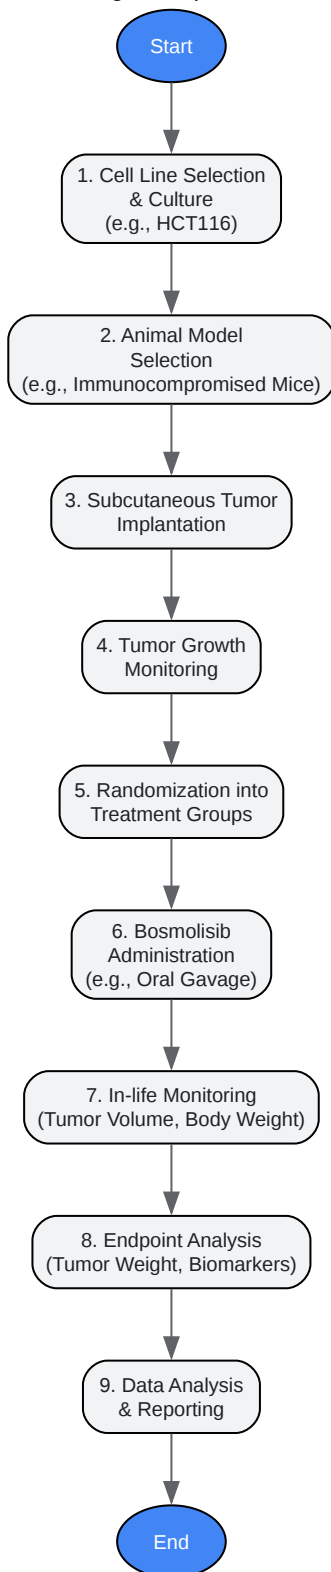 Start
1. Cell Line Selection
& Culture
(e.g., HCT116)
2. Animal Model
Selection
(e.g., Immunocompromised Mice)
3. Subcutaneous Tumor
Implantation
4. Tumor Growth
Monitoring
5. Randomization into
Treatment Groups
6. Bosmolisib
Administration
(e.g., Oral Gavage)
7. In-life Monitoring
(Tumor Volume, Body Weight)
8. Endpoint Analysis
(Tumor Weight, Biomarkers)
9. Data Analysis
& Reporting
End